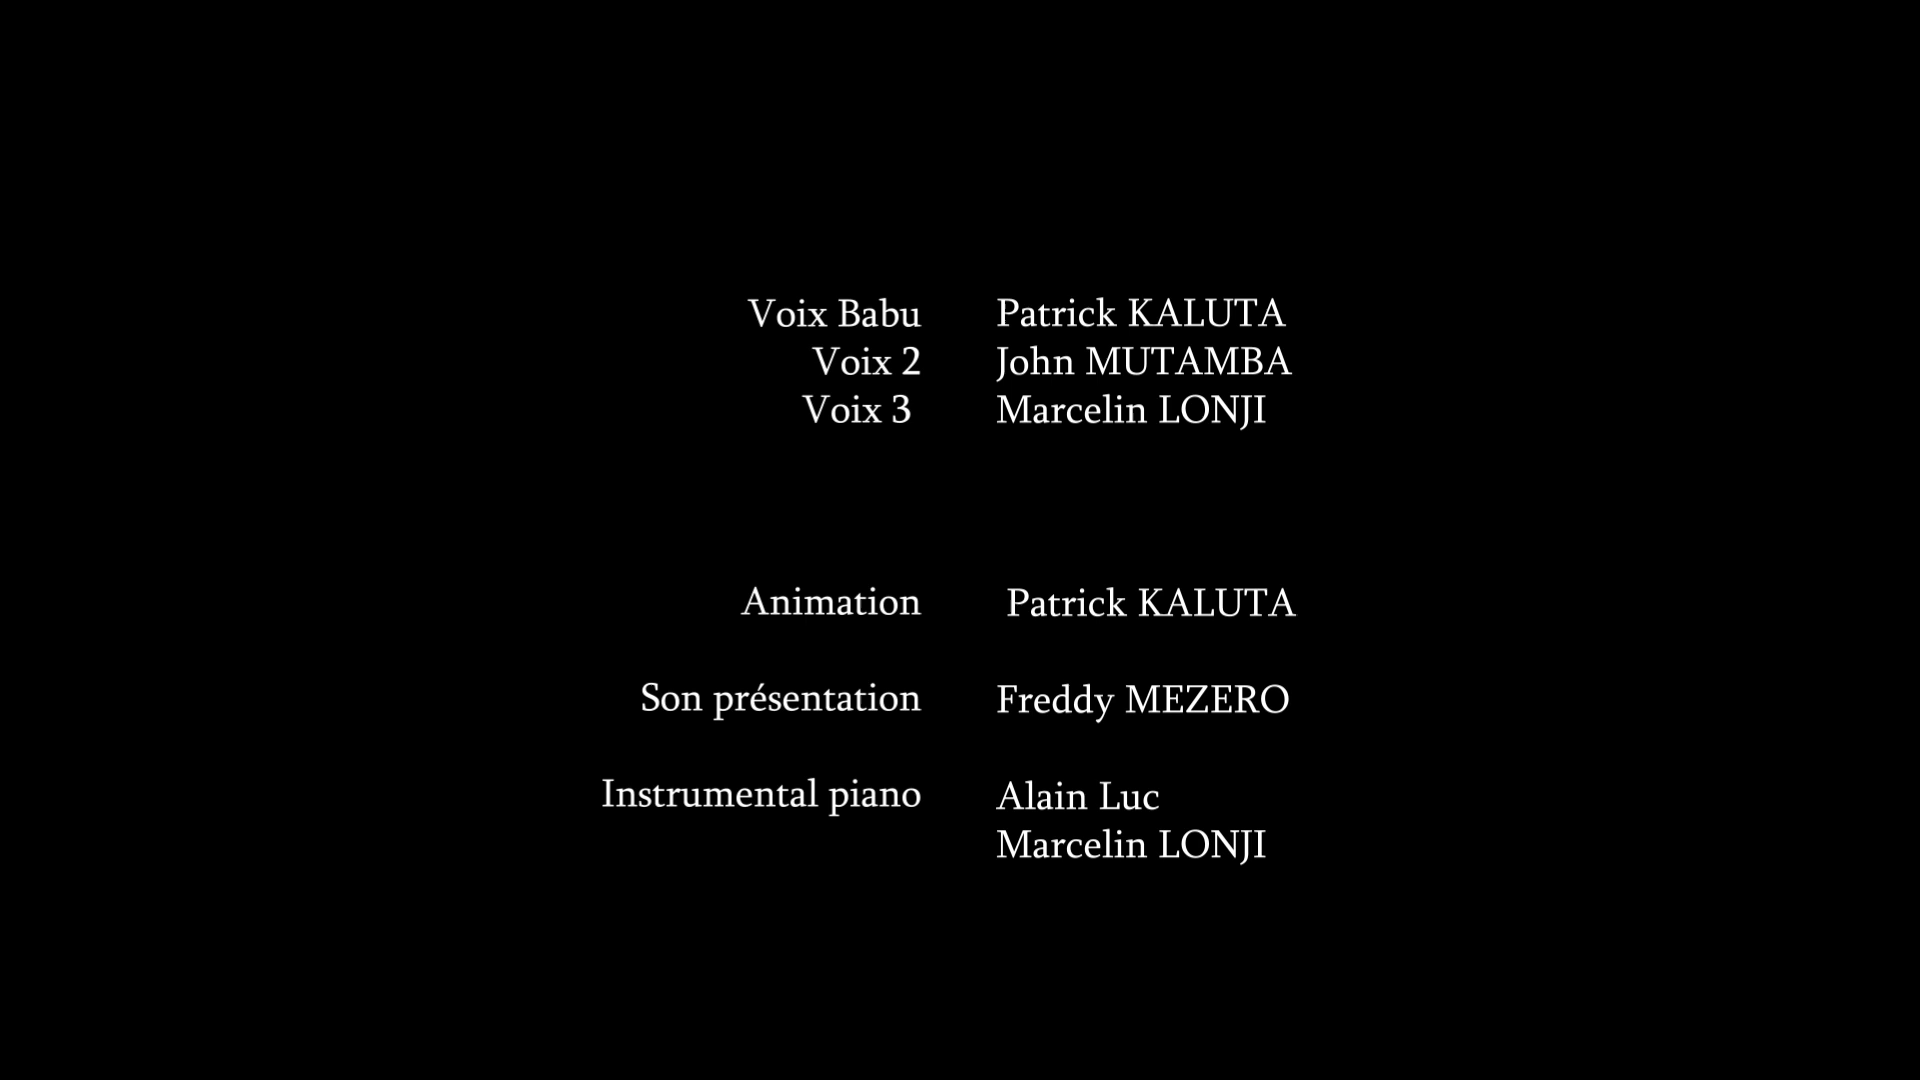 Voix Babu Patrick KALUTA
Voix 2 John MUTAMBA
Voix 3 Marcelin LONJI
Animation Patrick KALUTA
Son présentation Freddy MEZERO
Instrumental piano Alain Luc
Marcelin LONJI